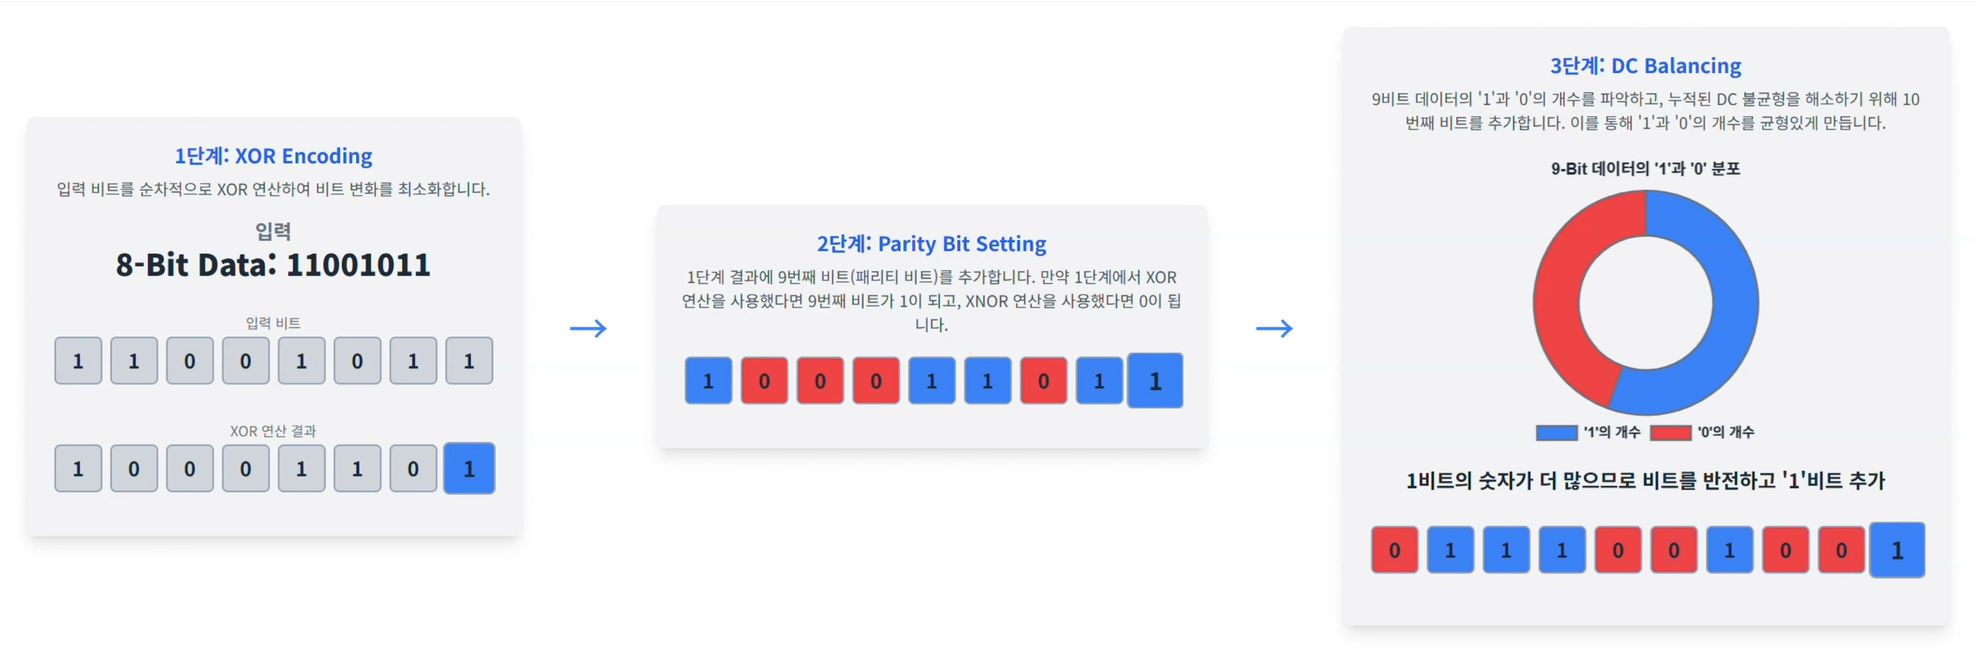 1단계: XOR Encoding
입력 비트를 순차적으로 XOR 연산하여 비트 변화를 최소화합니다.
입력
8-Bit Data: 11001011
입력 비트
1 1 0 0 1 0 1 1
XOR 연산 결과
1 0 0 0 1 1 0 1
→
2단계: Parity Bit Setting
1단계 결과에 9번째 비트(패리티 비트)를 추가합니다. 만약 1단계에서 XOR
연산을 사용했다면 9번째 비트가 1이 되고, XNOR 연산을 사용했다면 0이 됩
니다.
1 0 0 0 1 1 0 1 1
→
3단계: DC Balancing
9비트 데이터의 '1'과 '0'의 개수를 파악하고, 누적된 DC 불균형을 해소하기 위해 10
번째 비트를 추가합니다. 이를 통해 '1'과 '0'의 개수를 균형있게 만듭니다.
9-Bit 데이터의 '1'과 '0' 분포
'1'의 개수 '0'의 개수
1비트의 숫자가 더 많으므로 비트를 반전하고 '1'비트 추가
0 1 1 1 0 0 1 0 0 1